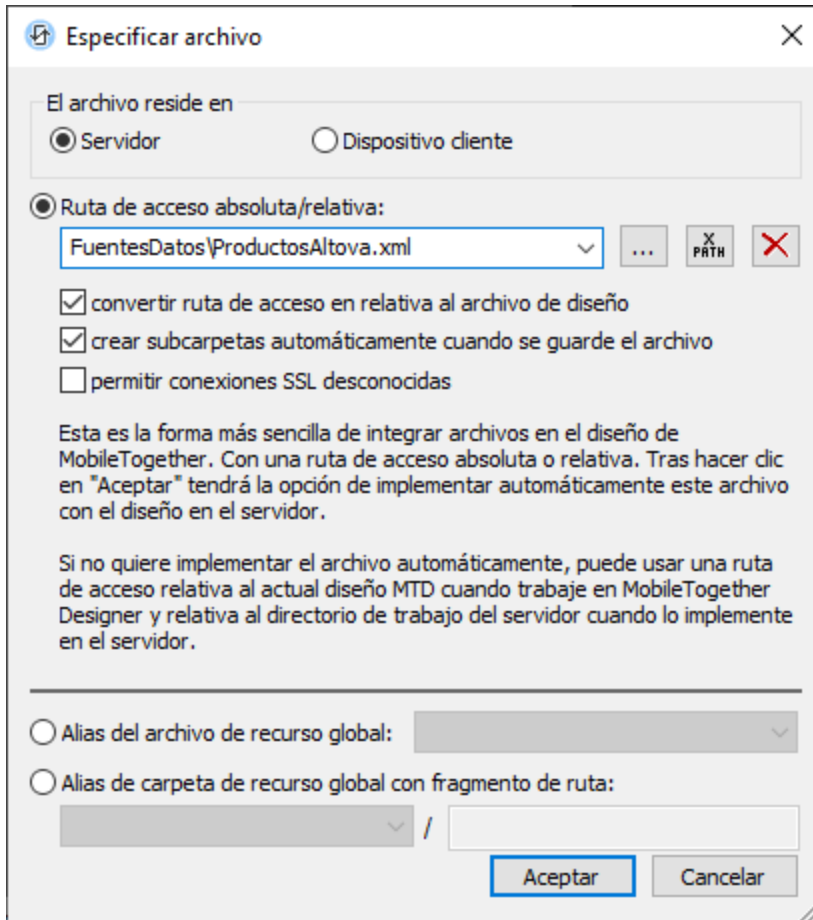 Especificar archivo
El archivo reside en
Servidor
Dispositivo cliente
Ruta de acceso absoluta/relativa:
FuentesDatos\ProductosAltova.xml
...
X
PATH
convertir ruta de acceso en relativa al archivo de diseño
crear subcarpetas automáticamente cuando se guarde el archivo
permitir conexiones SSL desconocidas
Esta es la forma más sencilla de integrar archivos en el diseño de
MobileTogether. Con una ruta de acceso absoluta o relativa. Tras hacer clic
en "Aceptar" tendrá la opción de implementar automáticamente este archivo
con el diseño en el servidor.
Si no quiere implementar el archivo automáticamente, puede usar una ruta
de acceso relativa al actual diseño MTD cuando trabaje en MobileTogether
Designer y relativa al directorio de trabajo del servidor cuando lo implemente
en el servidor.
Alias del archivo de recurso global:
Alias de carpeta de recurso global con fragmento de ruta:
/
Aceptar
Cancelar